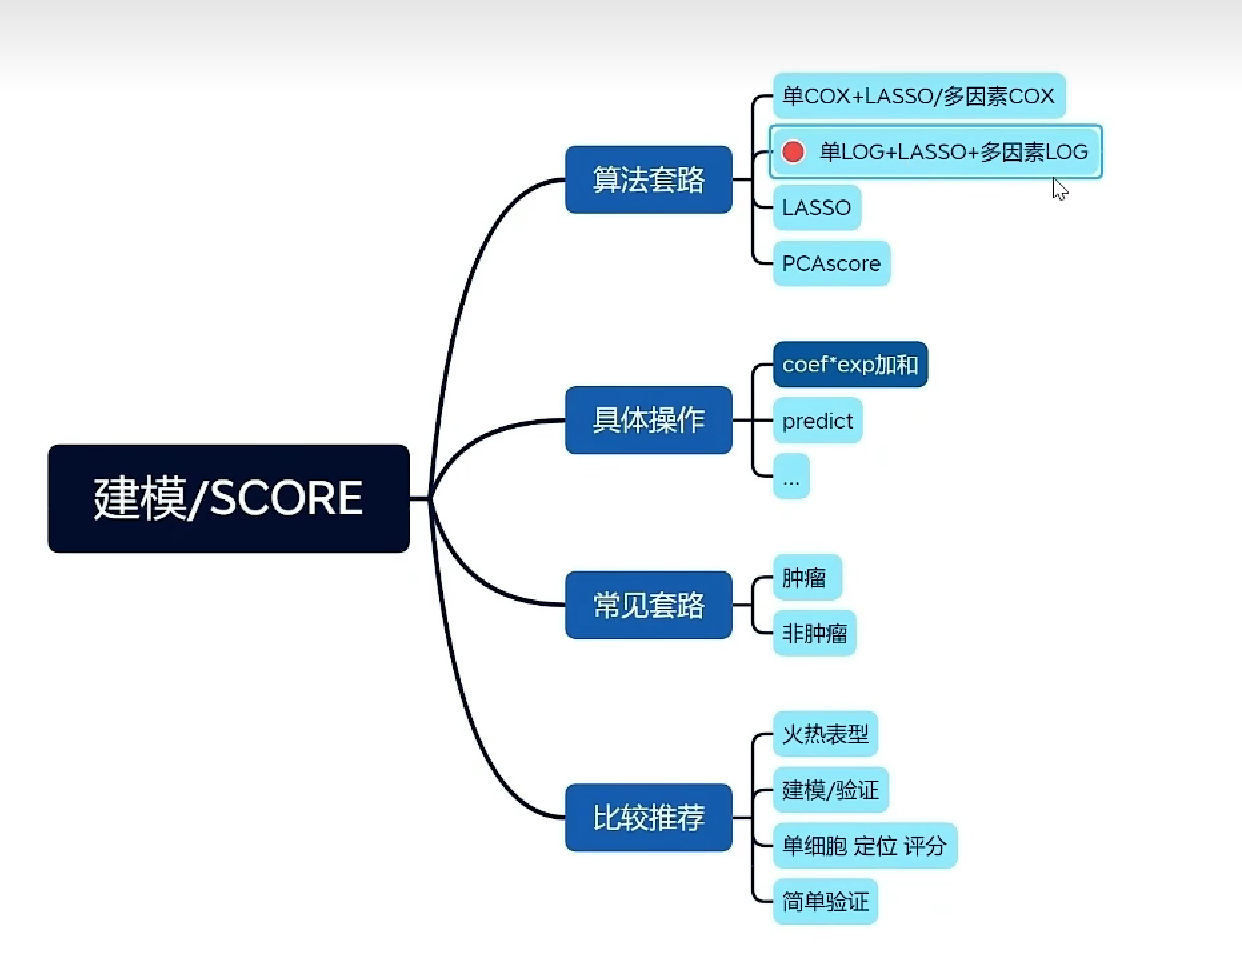 建模/SCORE
算法套路
单COX+LASSO/多因素COX
单LOG+LASSO+多因素LOG
LASSO
PCAscore
具体操作
coef*exp加和
predict
...
常见套路
肿瘤
非肿瘤
比较推荐
火热表型
建模/验证
单细胞 定位 评分
简单验证